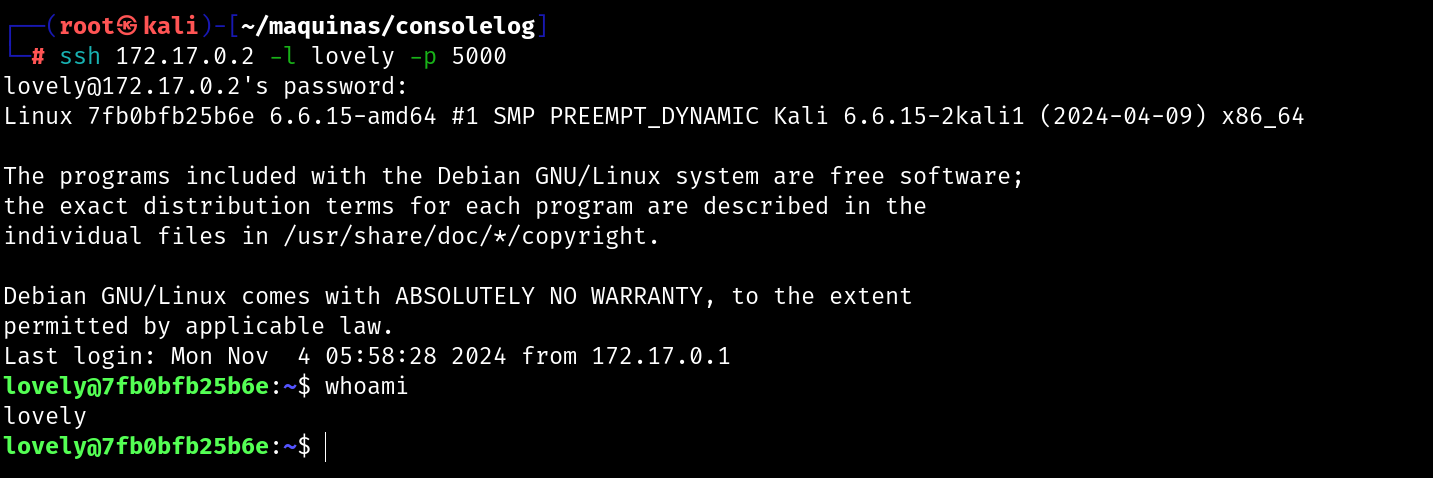 ┌──(root㉿kali)-[~/maquinas/consolelog]
└─# ssh 172.17.0.2 -l lovely -p 5000
lovely@172.17.0.2's password:
Linux 7fb0bfb25b6e 6.6.15-amd64 #1 SMP PREEMPT_DYNAMIC Kali 6.6.15-2kali1 (2024-04-09) x86_64

The programs included with the Debian GNU/Linux system are free software;
the exact distribution terms for each program are described in the
individual files in /usr/share/doc/*/copyright.

Debian GNU/Linux comes with ABSOLUTELY NO WARRANTY, to the extent
permitted by applicable law.
Last login: Mon Nov  4 05:58:28 2024 from 172.17.0.1
lovely@7fb0bfb25b6e:~$ whoami
lovely
lovely@7fb0bfb25b6e:~$